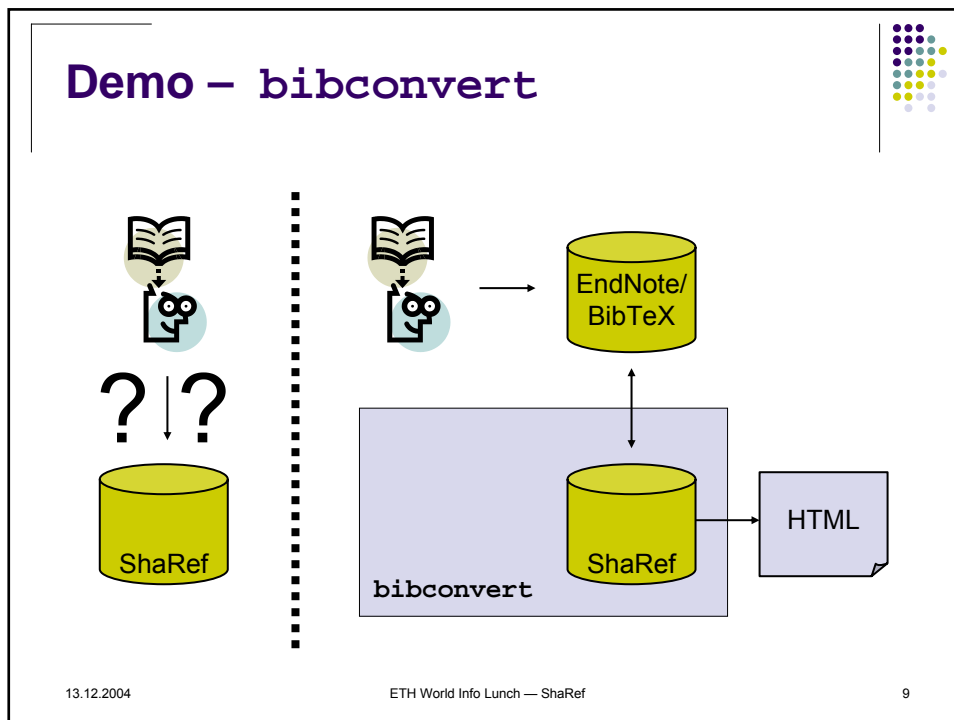 Demo – bibconvert
? ?
ShaRef
EndNote/
BibTeX
ShaRef
bibconvert
HTML
13.12.2004
ETH World Info Lunch — ShaRef
9